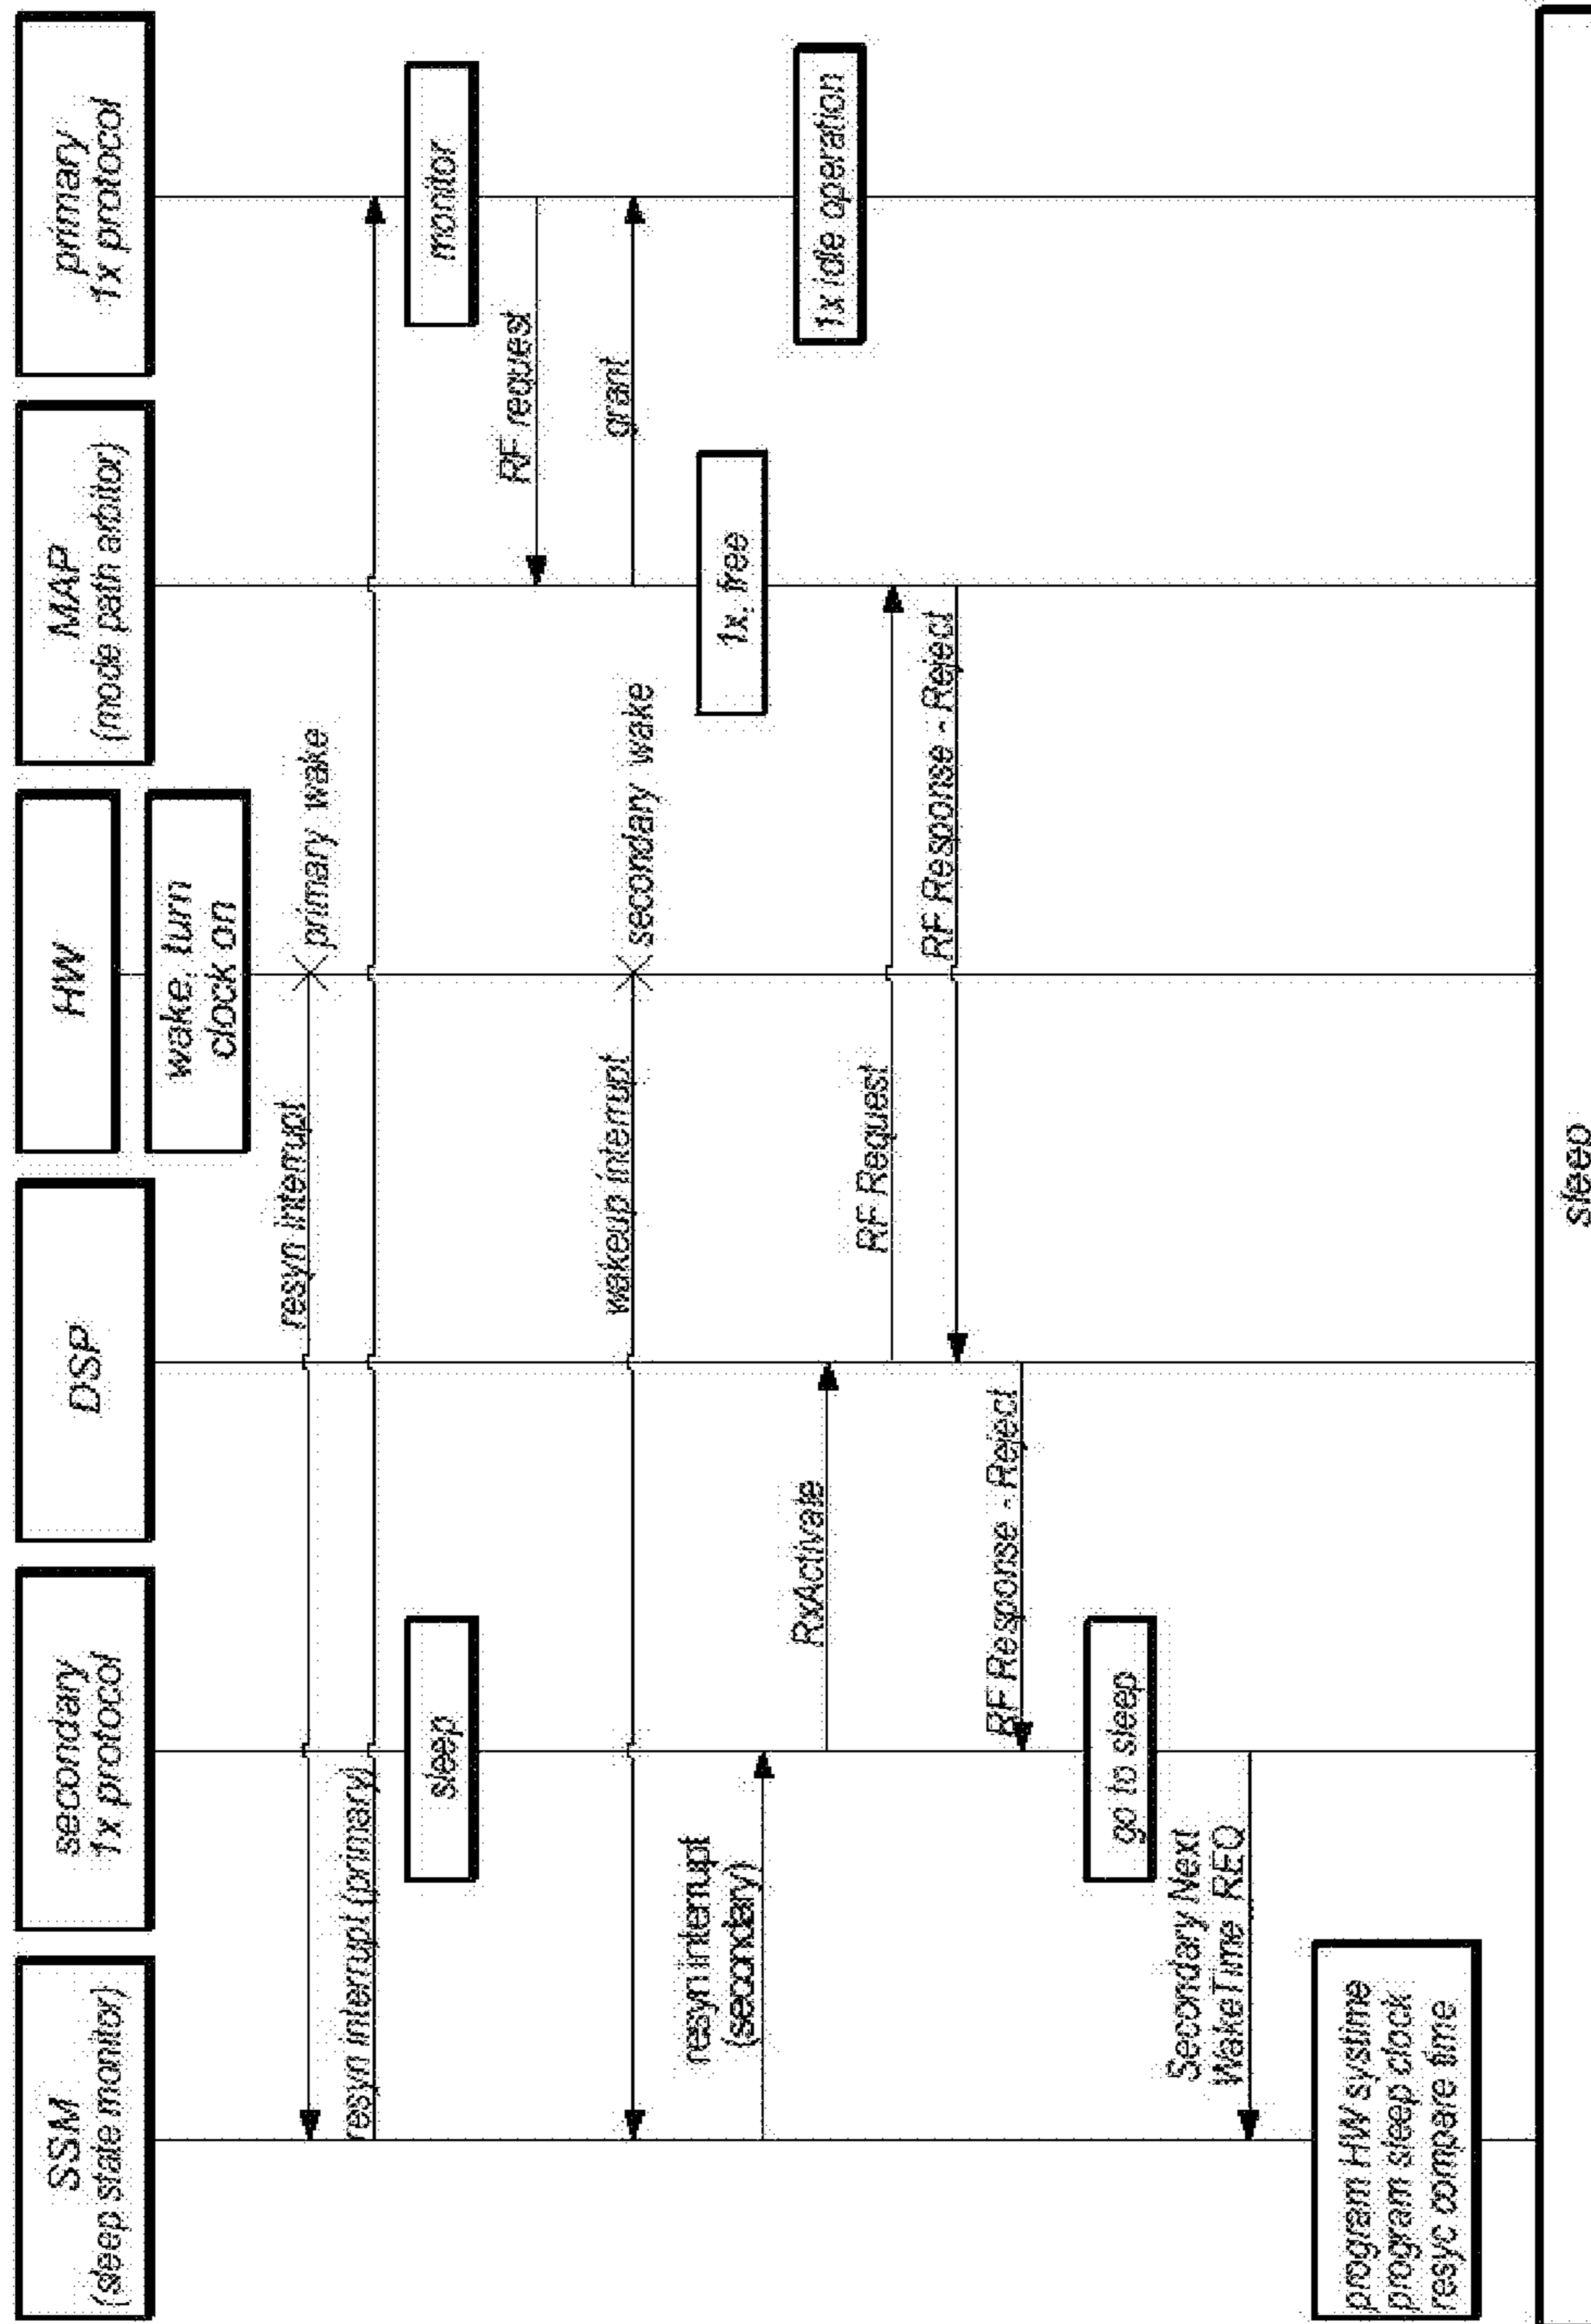 SSM
(sleep state monitor)
secondary
1x protocol
DSP
HW
MAP
(mode path arbitor)
primary
1x protocol
wake, turn
clock on
resyn interrupt
primary wake
resyn interrupt (primary)
sleep
monitor
RF request
wakeup interrupt
secondary wake
grant
resyn interrupt
(secondary)
1x, free
RxActivate
1x idle operation
RF Request
RF Response - Reject
RF Response - Reject
go to sleep
Secondary Next
WakeTime REQ
program HW systime
program sleep clock
resyc compare time
sleep